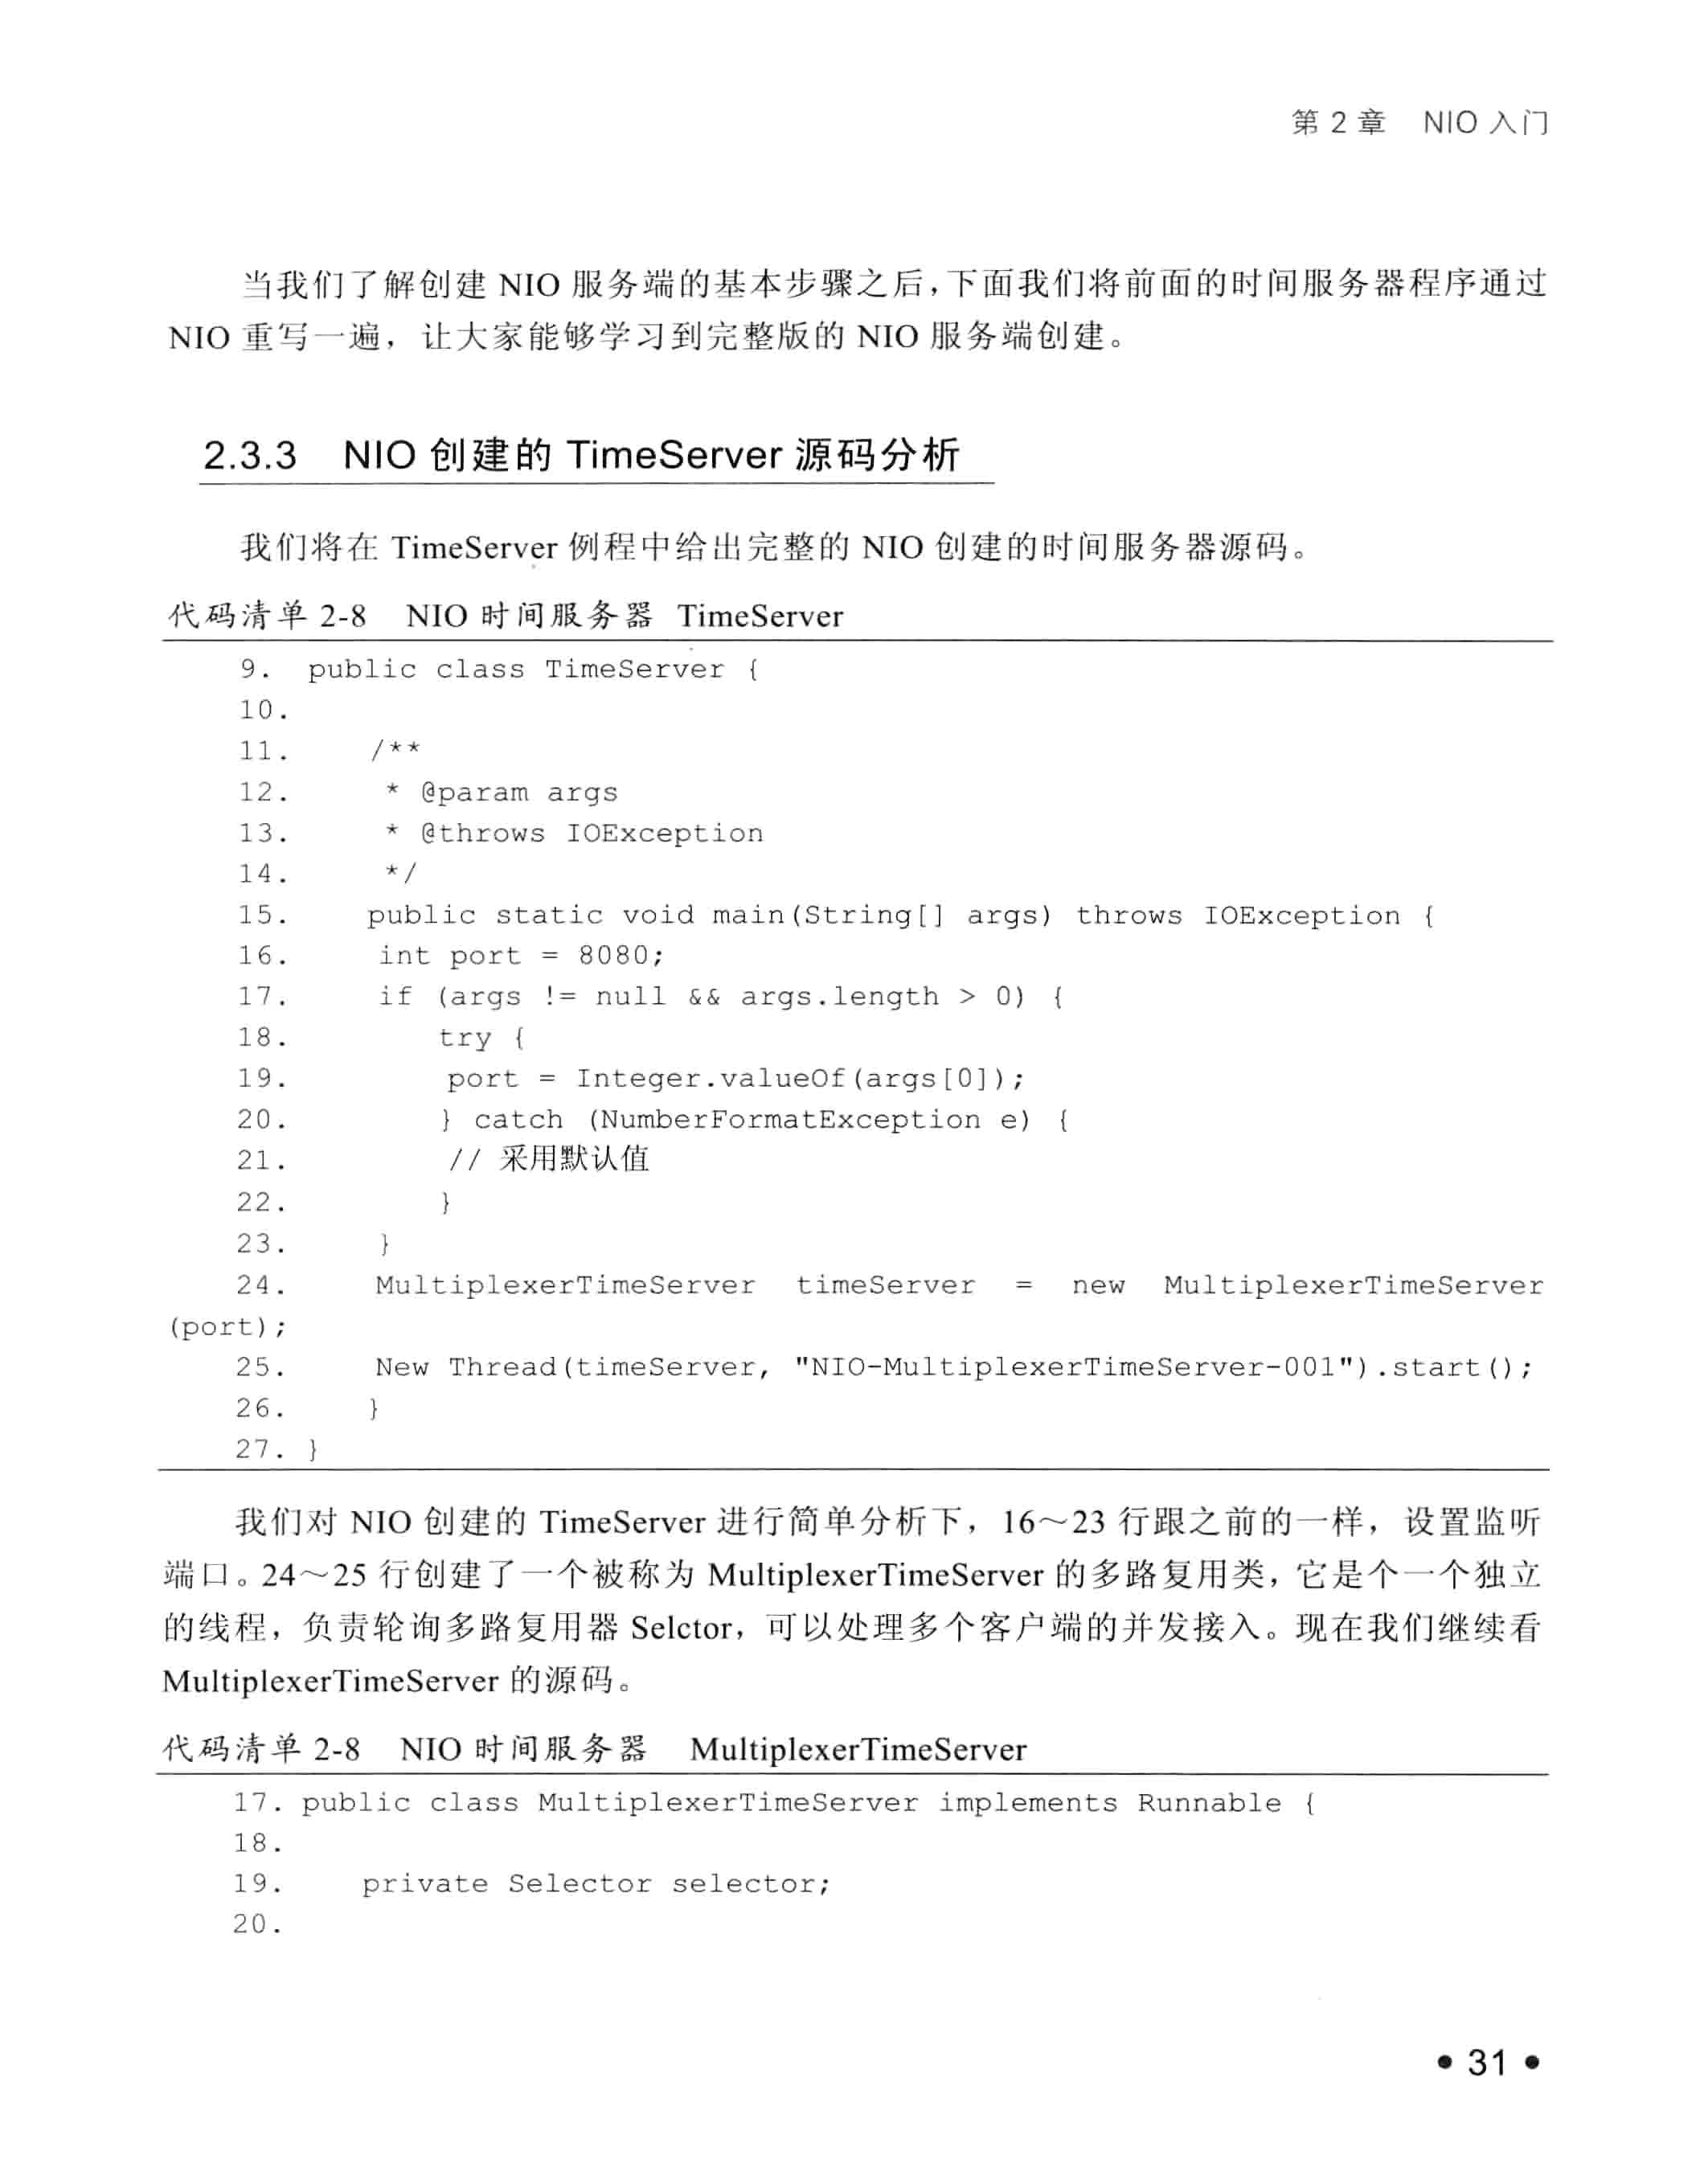 第 2 章 NIO 入门
当我们了解创建 NIO 服务端的基本步骤之后，下面我们将前面的时间服务器程序通过
NIO 重写一遍，让大家能够学习到完整版的 NIO 服务端创建。
2.3.3 NIO 创建的 TimeServer 源码分析
我们将在 TimeServer 例程中给出完整的 NIO 创建的时间服务器源码。
代码清单 2-8 NIO 时间服务器 TimeServer
9. public class TimeServer {
10.
11. /**
12. * @param args
13. * @throws IOException
14. */
15. public static void main(String[] args) throws IOException {
16. int port = 8080;
17. if (args != null && args.length > 0) {
18. try {
19. port = Integer.valueOf(args[0]);
20. } catch (NumberFormatException e) {
21. // 采用默认值
22. }
23. }
24. MultiplexerTimeServer timeServer = new MultiplexerTimeServer
(port);
25. New Thread(timeServer, "NIO-MultiplexerTimeServer-001").start();
26. }
27. }
我们对 NIO 创建的 TimeServer 进行简单分析下，16～23 行跟之前的一样，设置监听
端口。24～25 行创建了一个被称为 MultiplexerTimeServer 的多路复用类，它是个一个独立
的线程，负责轮询多路复用器 Selctor，可以处理多个客户端的并发接入。现在我们继续看
MultiplexerTimeServer 的源码。
代码清单 2-8 NIO 时间服务器 MultiplexerTimeServer
17. public class MultiplexerTimeServer implements Runnable {
18.
19. private Selector selector;
20.
• 31 •